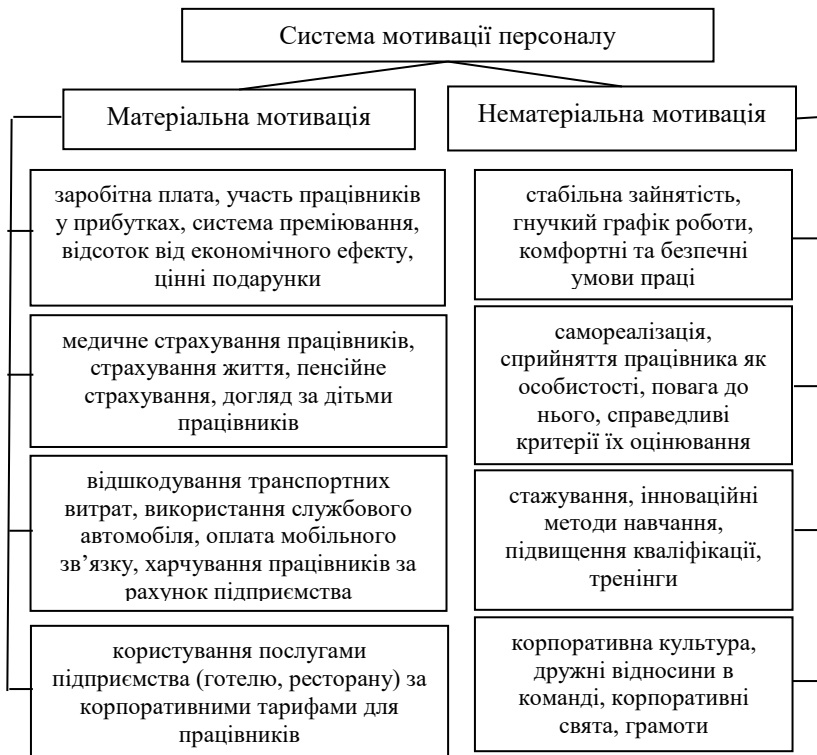 Система мотивації персоналу
Матеріальна мотивація
Нематеріальна мотивація
заробітна плата, участь працівників
у прибутках, система преміювання,
відсоток від економічного ефекту,
цінні подарунки
медичне страхування працівників,
страхування життя, пенсійне
страхування, догляд за дітьми
працівників
відшкодування транспортних
витрат, використання службового
автомобіля, оплата мобільного
зв’язку, харчування працівників за
рахунок підприємства
користування послугами
підприємства (готелю, ресторану) за
корпоративними тарифами для
працівників
стабільна зайнятість,
гнучкий графік роботи,
комфортні та безпечні
умови праці
самореалізація,
сприйняття працівника як
особистості, повага до
нього, справедливі
критерії їх оцінювання
стажування, інноваційні
методи навчання,
підвищення кваліфікації,
тренінги
корпоративна культура,
дружні відносини в
команді, корпоративні
свята, грамоти